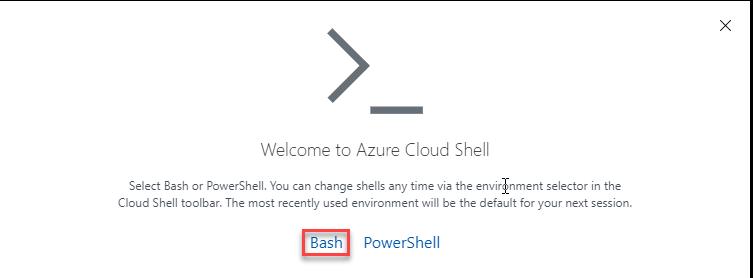 Welcome to Azure Cloud Shell
Select Bash or PowerShell. You can change shells any time via the environment selector in the
Cloud Shell toolbar. The most recently used environment will be the default for your next session.
Bash PowerShell